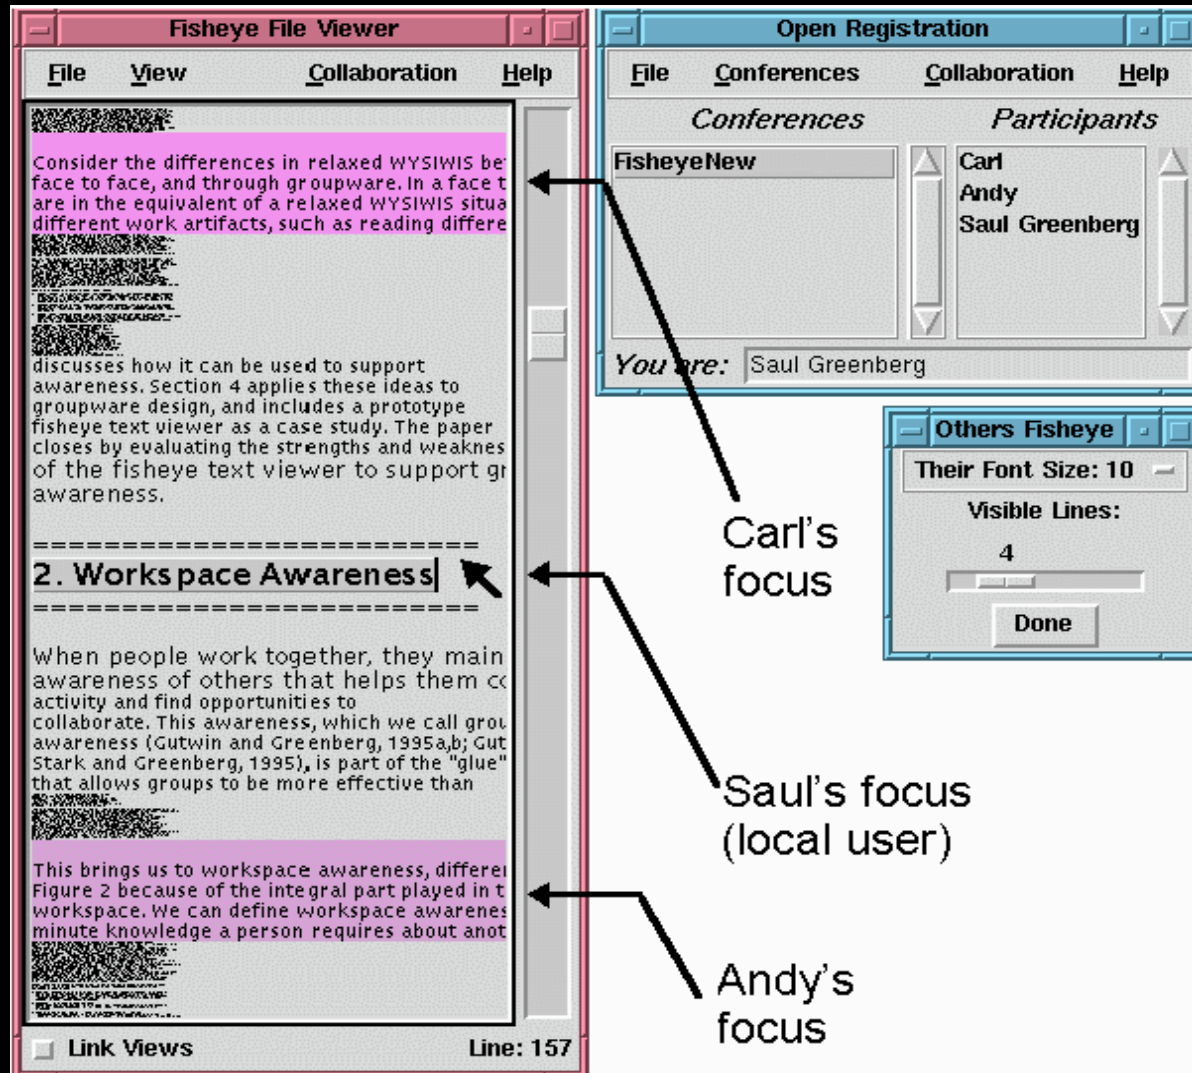 Fisheye File Viewer
File View Collaboration Help
Consider the differences in relaxed WYSIWIS be
face to face, and through groupware. In a face t
are in the equivalent of a relaxed WYSIWIS situa
different work artifacts, such as reading differe
discusses how it can be used to support
awareness. Section 4 applies these ideas to
groupware design, and includes a prototype
fisheye text viewer as a case study. The paper
closes by evaluating the strengths and weaknes
of the fisheye text viewer to support gr
awareness.
==========================
2. Workspace Awareness
==========================
When people work together, they main
awareness of others that helps them co
activity and find opportunities to
collaborate. This awareness, which we call grou
awareness (Gutwin and Greenberg, 1995a,b; Gut
Stark and Greenberg, 1995), is part of the "glue"
that allows groups to be more effective than
This brings us to workspace awareness, differen
Figure 2 because of the integral part played in t
workspace. We can define workspace awarenes
minute knowledge a person requires about anot
Link Views Line: 157
Open Registration
File Conferences Collaboration Help
Conferences Participants
FisheyeNew
Carl
Andy
Saul Greenberg
You are: Saul Greenberg
Others Fisheye
Their Font Size: 10
Visible Lines:
4
Done
Carl's
focus
Saul's focus
(local user)
Andy's
focus